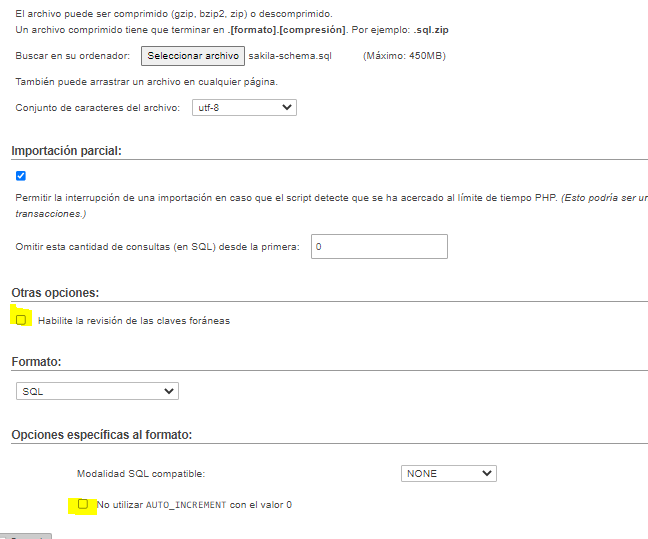 El archivo puede ser comprimido (gzip, bzip2, zip) o descomprimido.
Un archivo comprimido tiene que terminar en .[formato].[compresión]. Por ejemplo: .sql.zip
Buscar en su ordenador: Seleccionar archivo sakila-schema.sql (Máximo: 450MB)
También puede arrastrar un archivo en cualquier página.
Conjunto de caracteres del archivo: utf-8
Importación parcial:
Permitir la interrupción de una importación en caso que el script detecte que se ha acercado al límite de tiempo PHP. (Esto podría ser un
transacciones.)
Omitir esta cantidad de consultas (en SQL) desde la primera: 0
Otras opciones:
Habilite la revisión de las claves foráneas
Formato:
SQL
Opciones específicas al formato:
Modalidad SQL compatible: NONE
No utilizar AUTO_INCREMENT con el valor 0